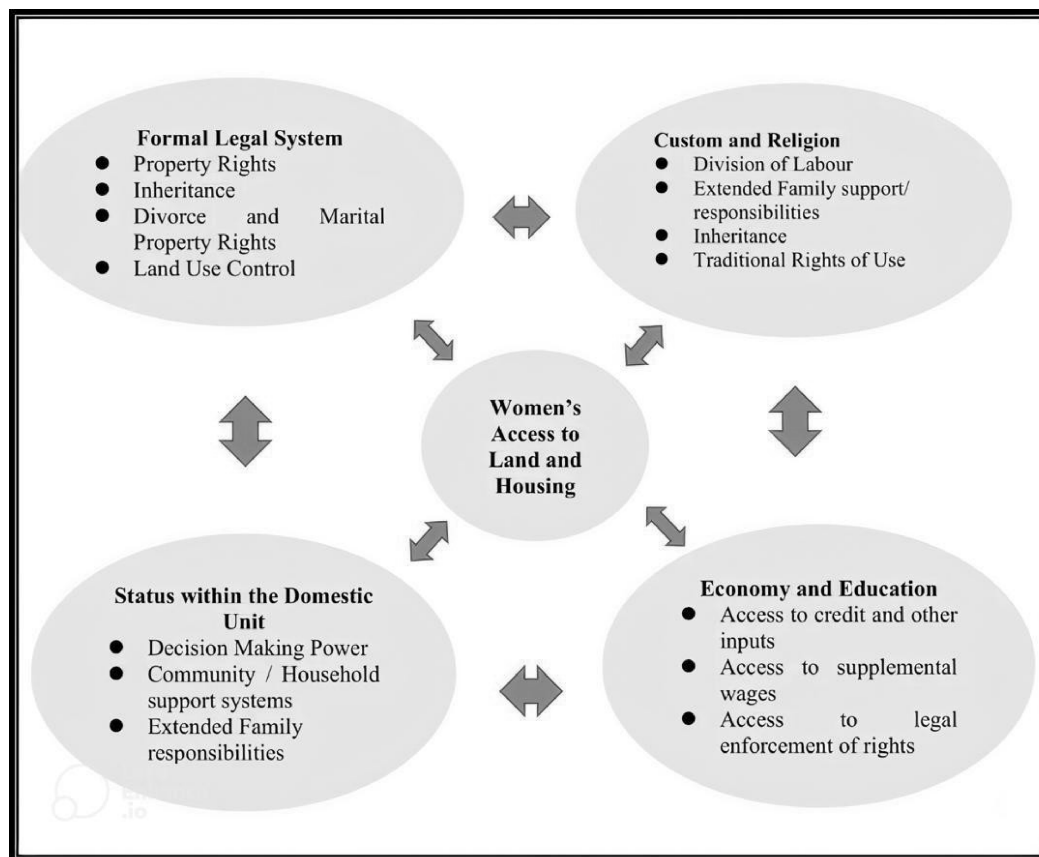 Formal Legal System
● Property Rights
● Inheritance
● Divorce and Marital
Property Rights
● Land Use Control
Custom and Religion
● Division of Labour
● Extended Family support/
responsibilities
● Inheritance
● Traditional Rights of Use
Women’s
Access to
Land and
Housing
Status within the Domestic
Unit
● Decision Making Power
● Community / Household
support systems
● Extended Family
responsibilities
Economy and Education
● Access to credit and other
inputs
● Access to supplemental
wages
● Access to legal
enforcement of rights
.io